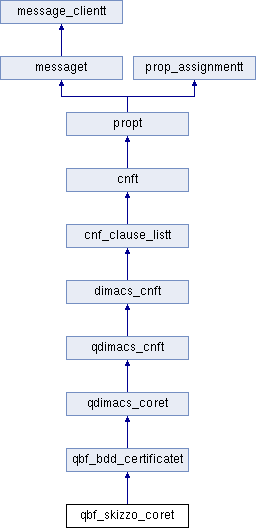 message_clientt
messaget
prop_assignmentt
propt
cnft
cnf_clause_listt
dimacs_cnft
qdimacs_cnft
qdimacs_coret
qbf_bdd_certificatet
qbf_skizzo_coret